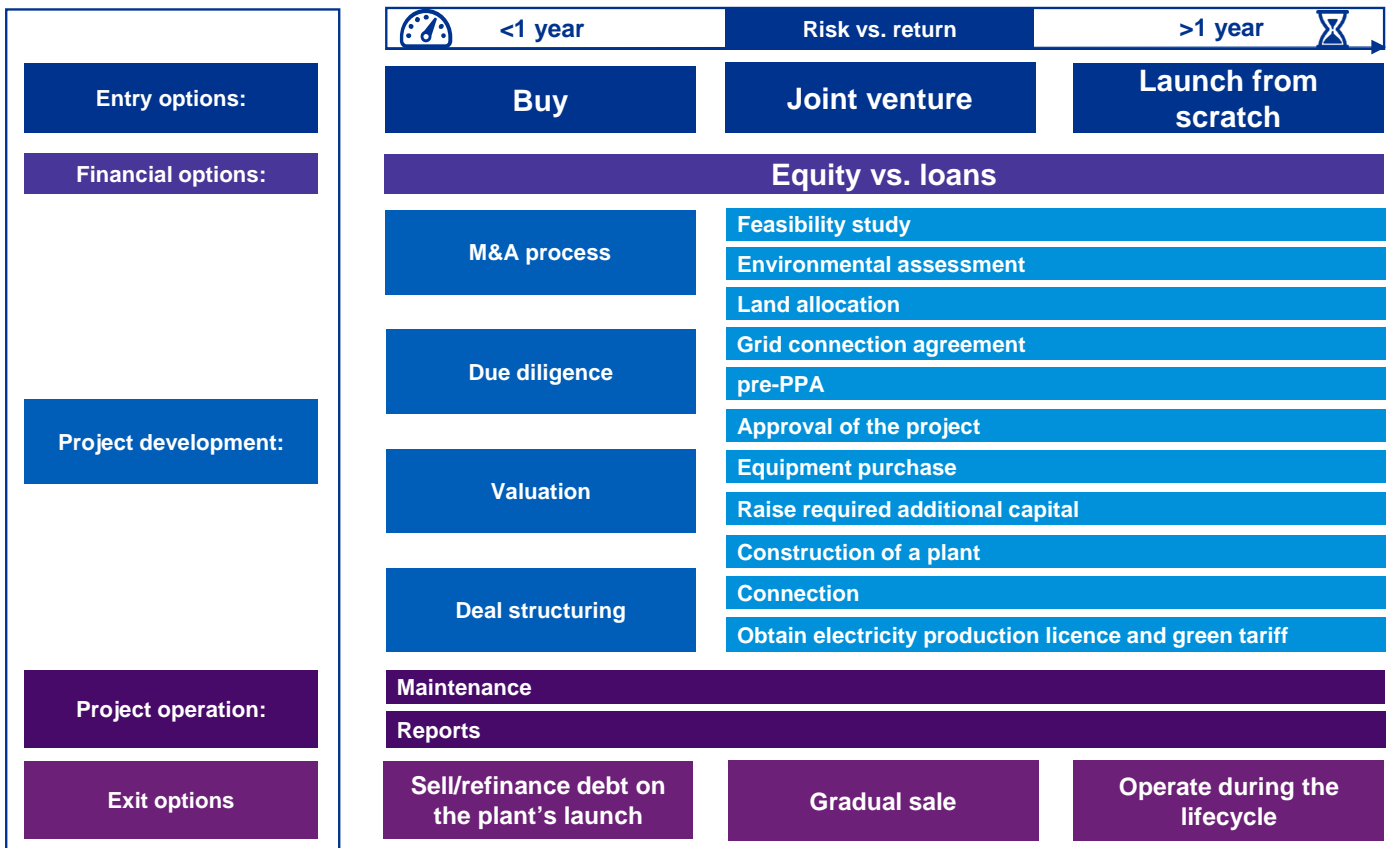 <1 year
Risk vs. return
>1 year
Entry options:
Buy
Joint venture
Launch from
scratch
Financial options:
Equity vs. loans
Project development:
M&A process
Due diligence
Valuation
Deal structuring
Feasibility study
Environmental assessment
Land allocation
Grid connection agreement
pre-PPA
Approval of the project
Equipment purchase
Raise required additional capital
Construction of a plant
Connection
Obtain electricity production licence and green tariff
Project operation:
Maintenance
Reports
Exit options
Sell/refinance debt on
the plant’s launch
Gradual sale
Operate during the
lifecycle